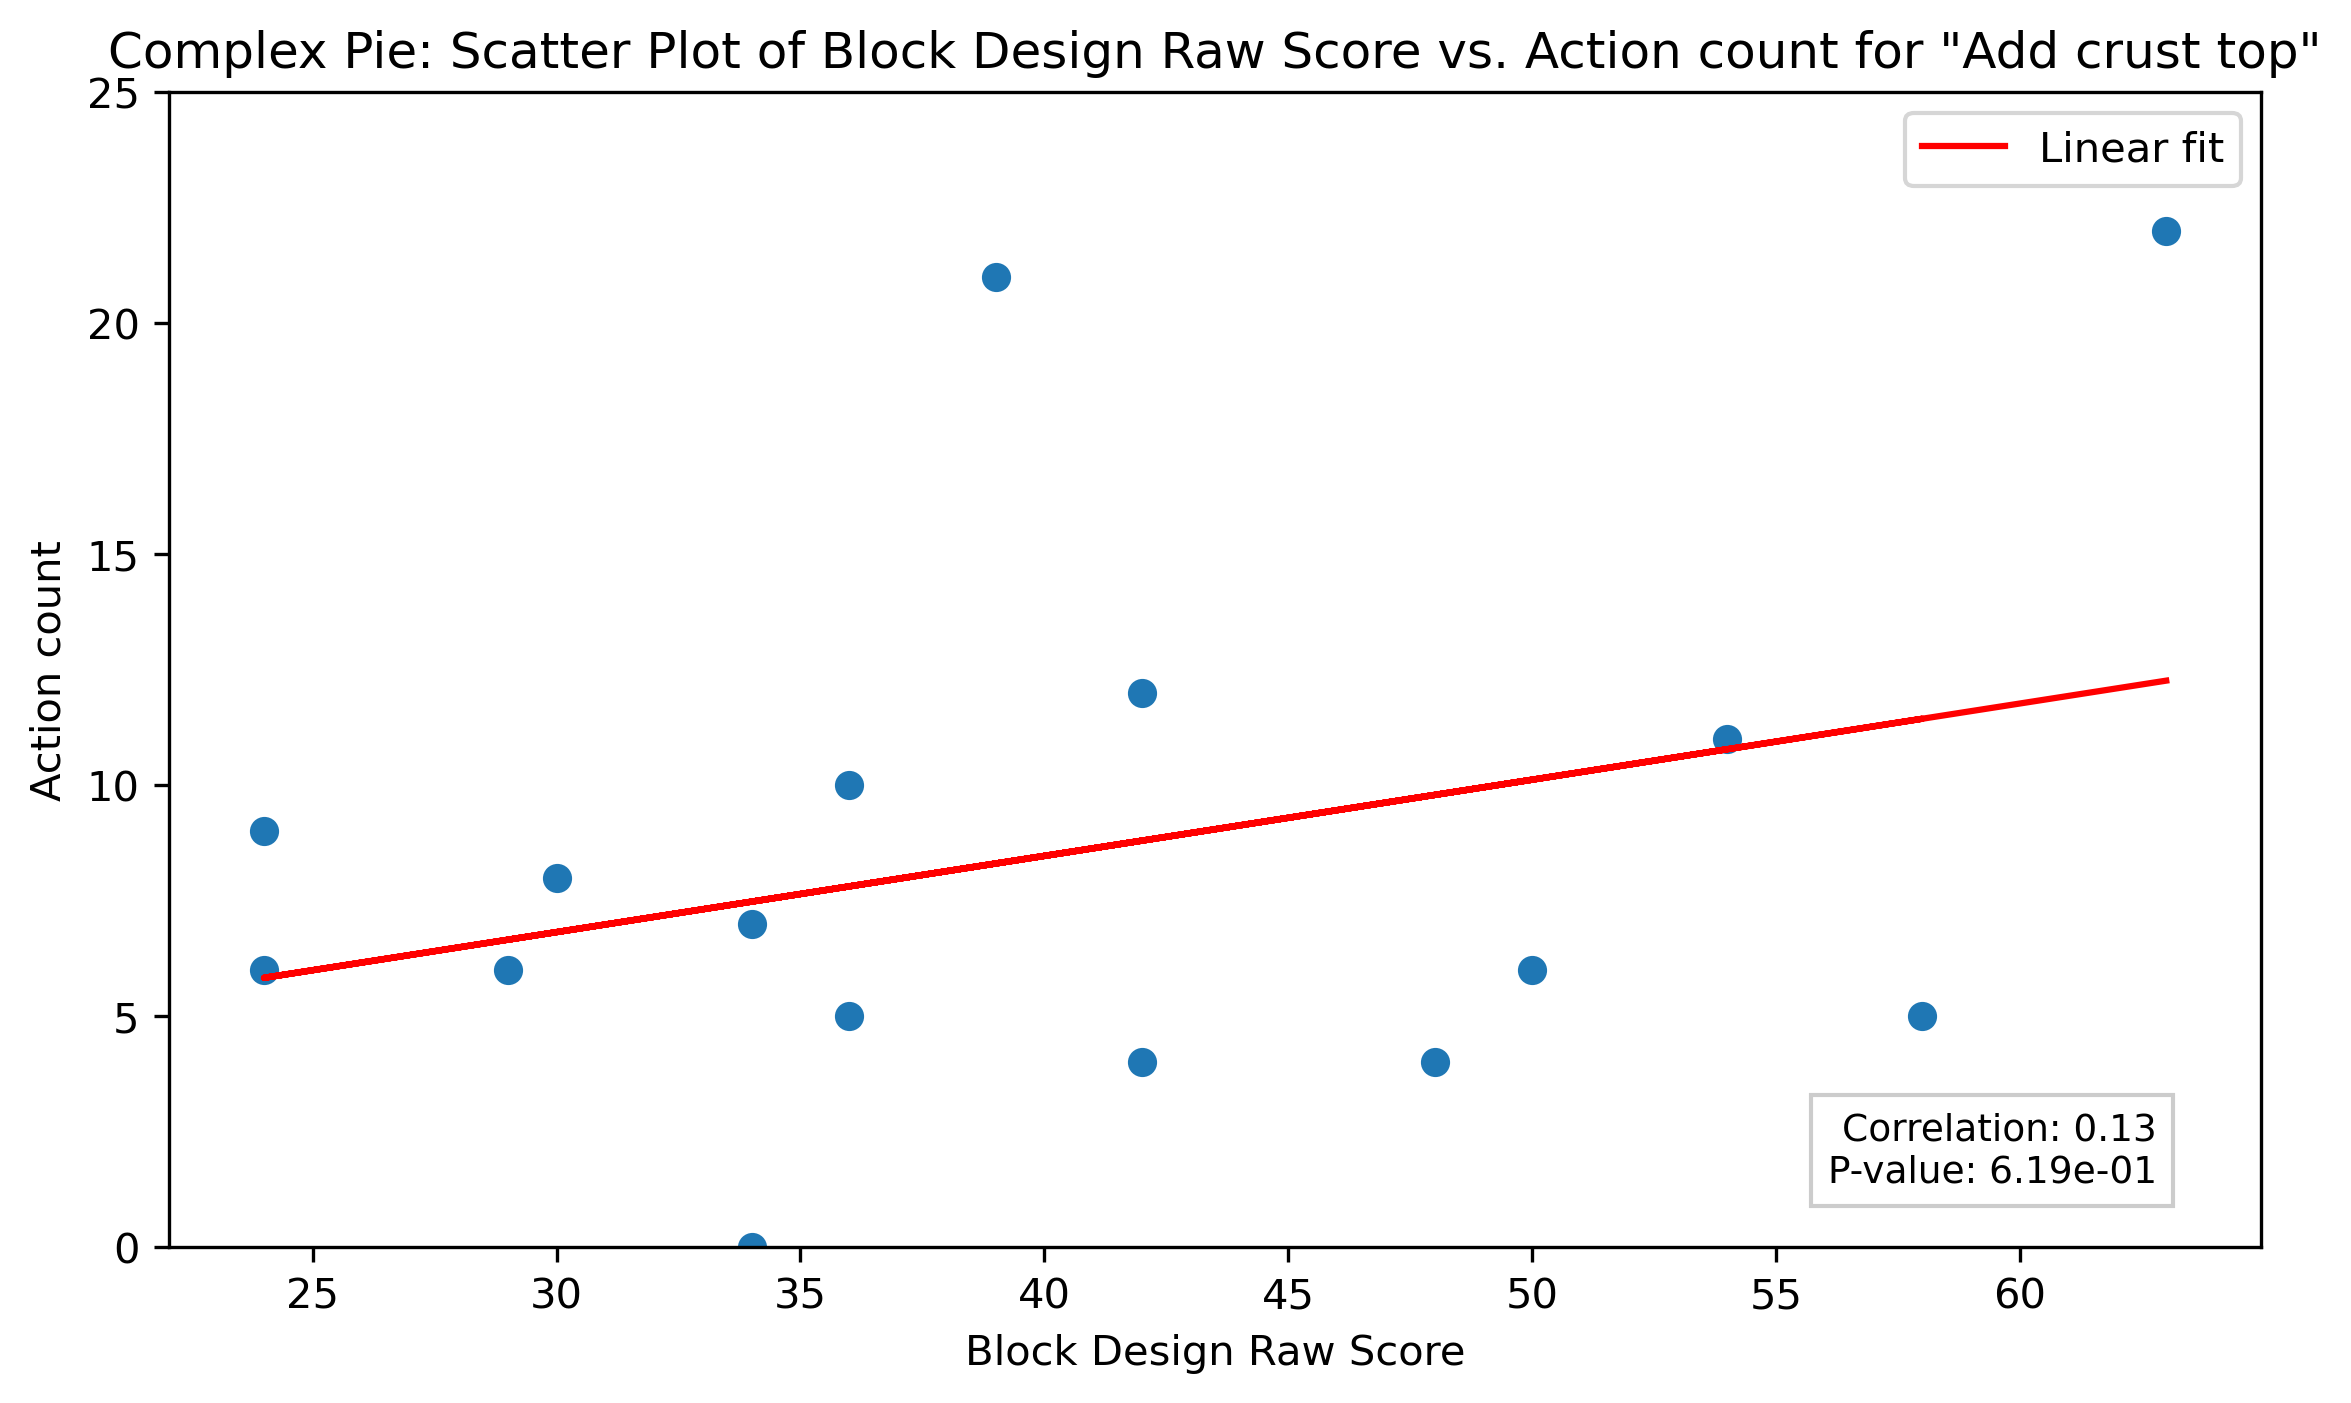 Complex Pie: Scatter Plot of Block Design Raw Score vs. Action count for "Add crust top"
25
20
15
10
5
0
Action count
Linear fit
Correlation: 0.13
P-value: 6.19e-01
25 30 35 40 45 50 55 60
Block Design Raw Score